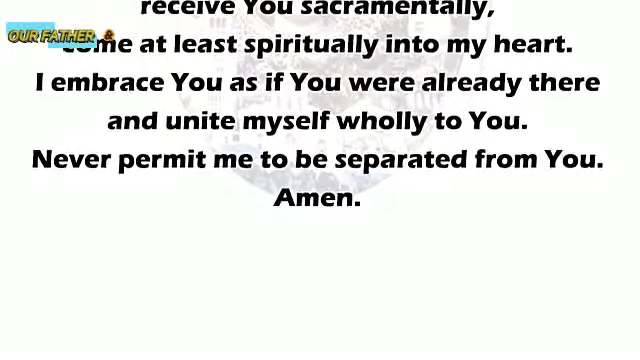 receive You sacramentally,
OUR FATHER &
come at least spiritually into my heart.
I embrace You as if You were already there
and unite myself wholly to You.
Never permit me to be separated from You.
Amen.